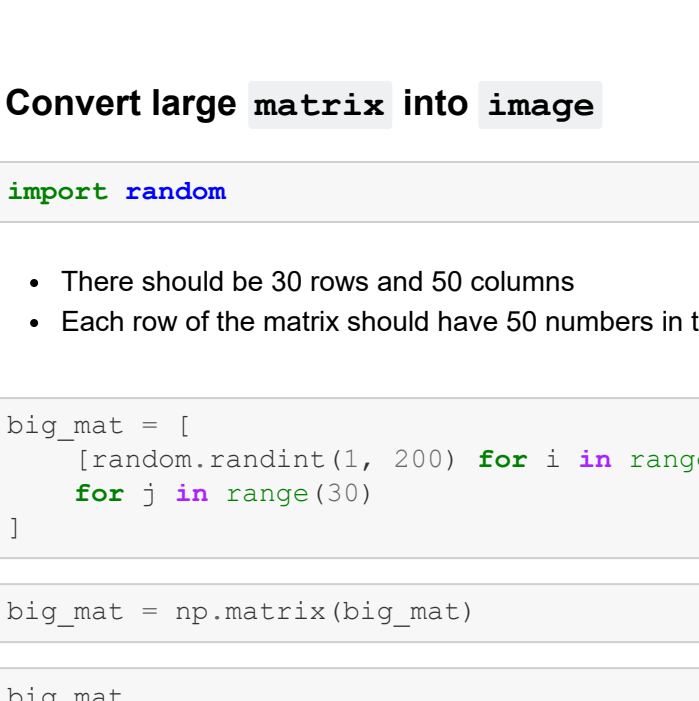 Convert large matrix into image
import random
There should be 30 rows and 50 columns
Each row of the matrix should have 50 numbers in
big_mat = [
    [random.randint(1, 200) for i in
    for j in range(30)
]
big_mat = np.matrix(big_mat)
big_mat